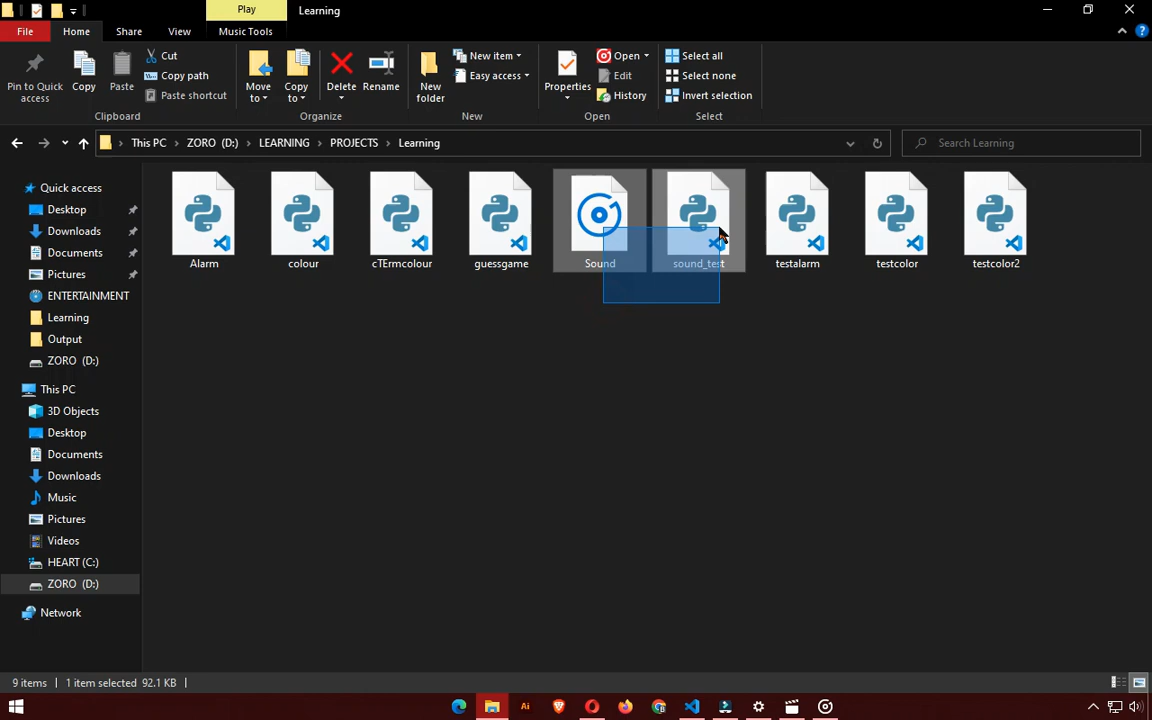 Play
Learning
File
Home
Share
View
Music Tools
Pin to Quick access
Copy
Paste
Cut
Copy path
Paste shortcut
Move to
Copy to
Delete
Rename
New folder
New item
Easy access
Properties
Open
Edit
History
Select all
Select none
Invert selection
Clipboard
Organize
New
Open
Select
This PC > ZORO (D:) > LEARNING > PROJECTS > Learning
Search Learning
Quick access
Desktop
Downloads
Documents
Pictures
ENTERTAINMENT
Learning
Output
ZORO (D:)
This PC
3D Objects
Desktop
Documents
Downloads
Music
Pictures
Videos
HEART (C:)
ZORO (D:)
Network
Alarm
colour
cTErmcolour
guessgame
Sound
sound_test
testalarm
testcolor
testcolor2
9 items
1 item selected 92.1 KB
Ai